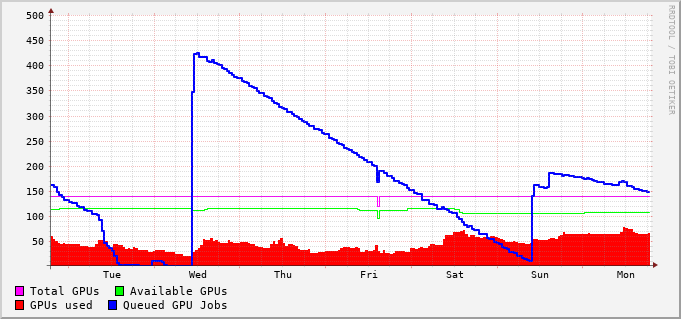 500
450
400
350
300
250
200
150
100
50
Tue Wed Thu Fri Sat Sun Mon
Total GPUs Available GPUs
GPUs used Queued GPU Jobs
RRDTOOL / TOBI OETIKER